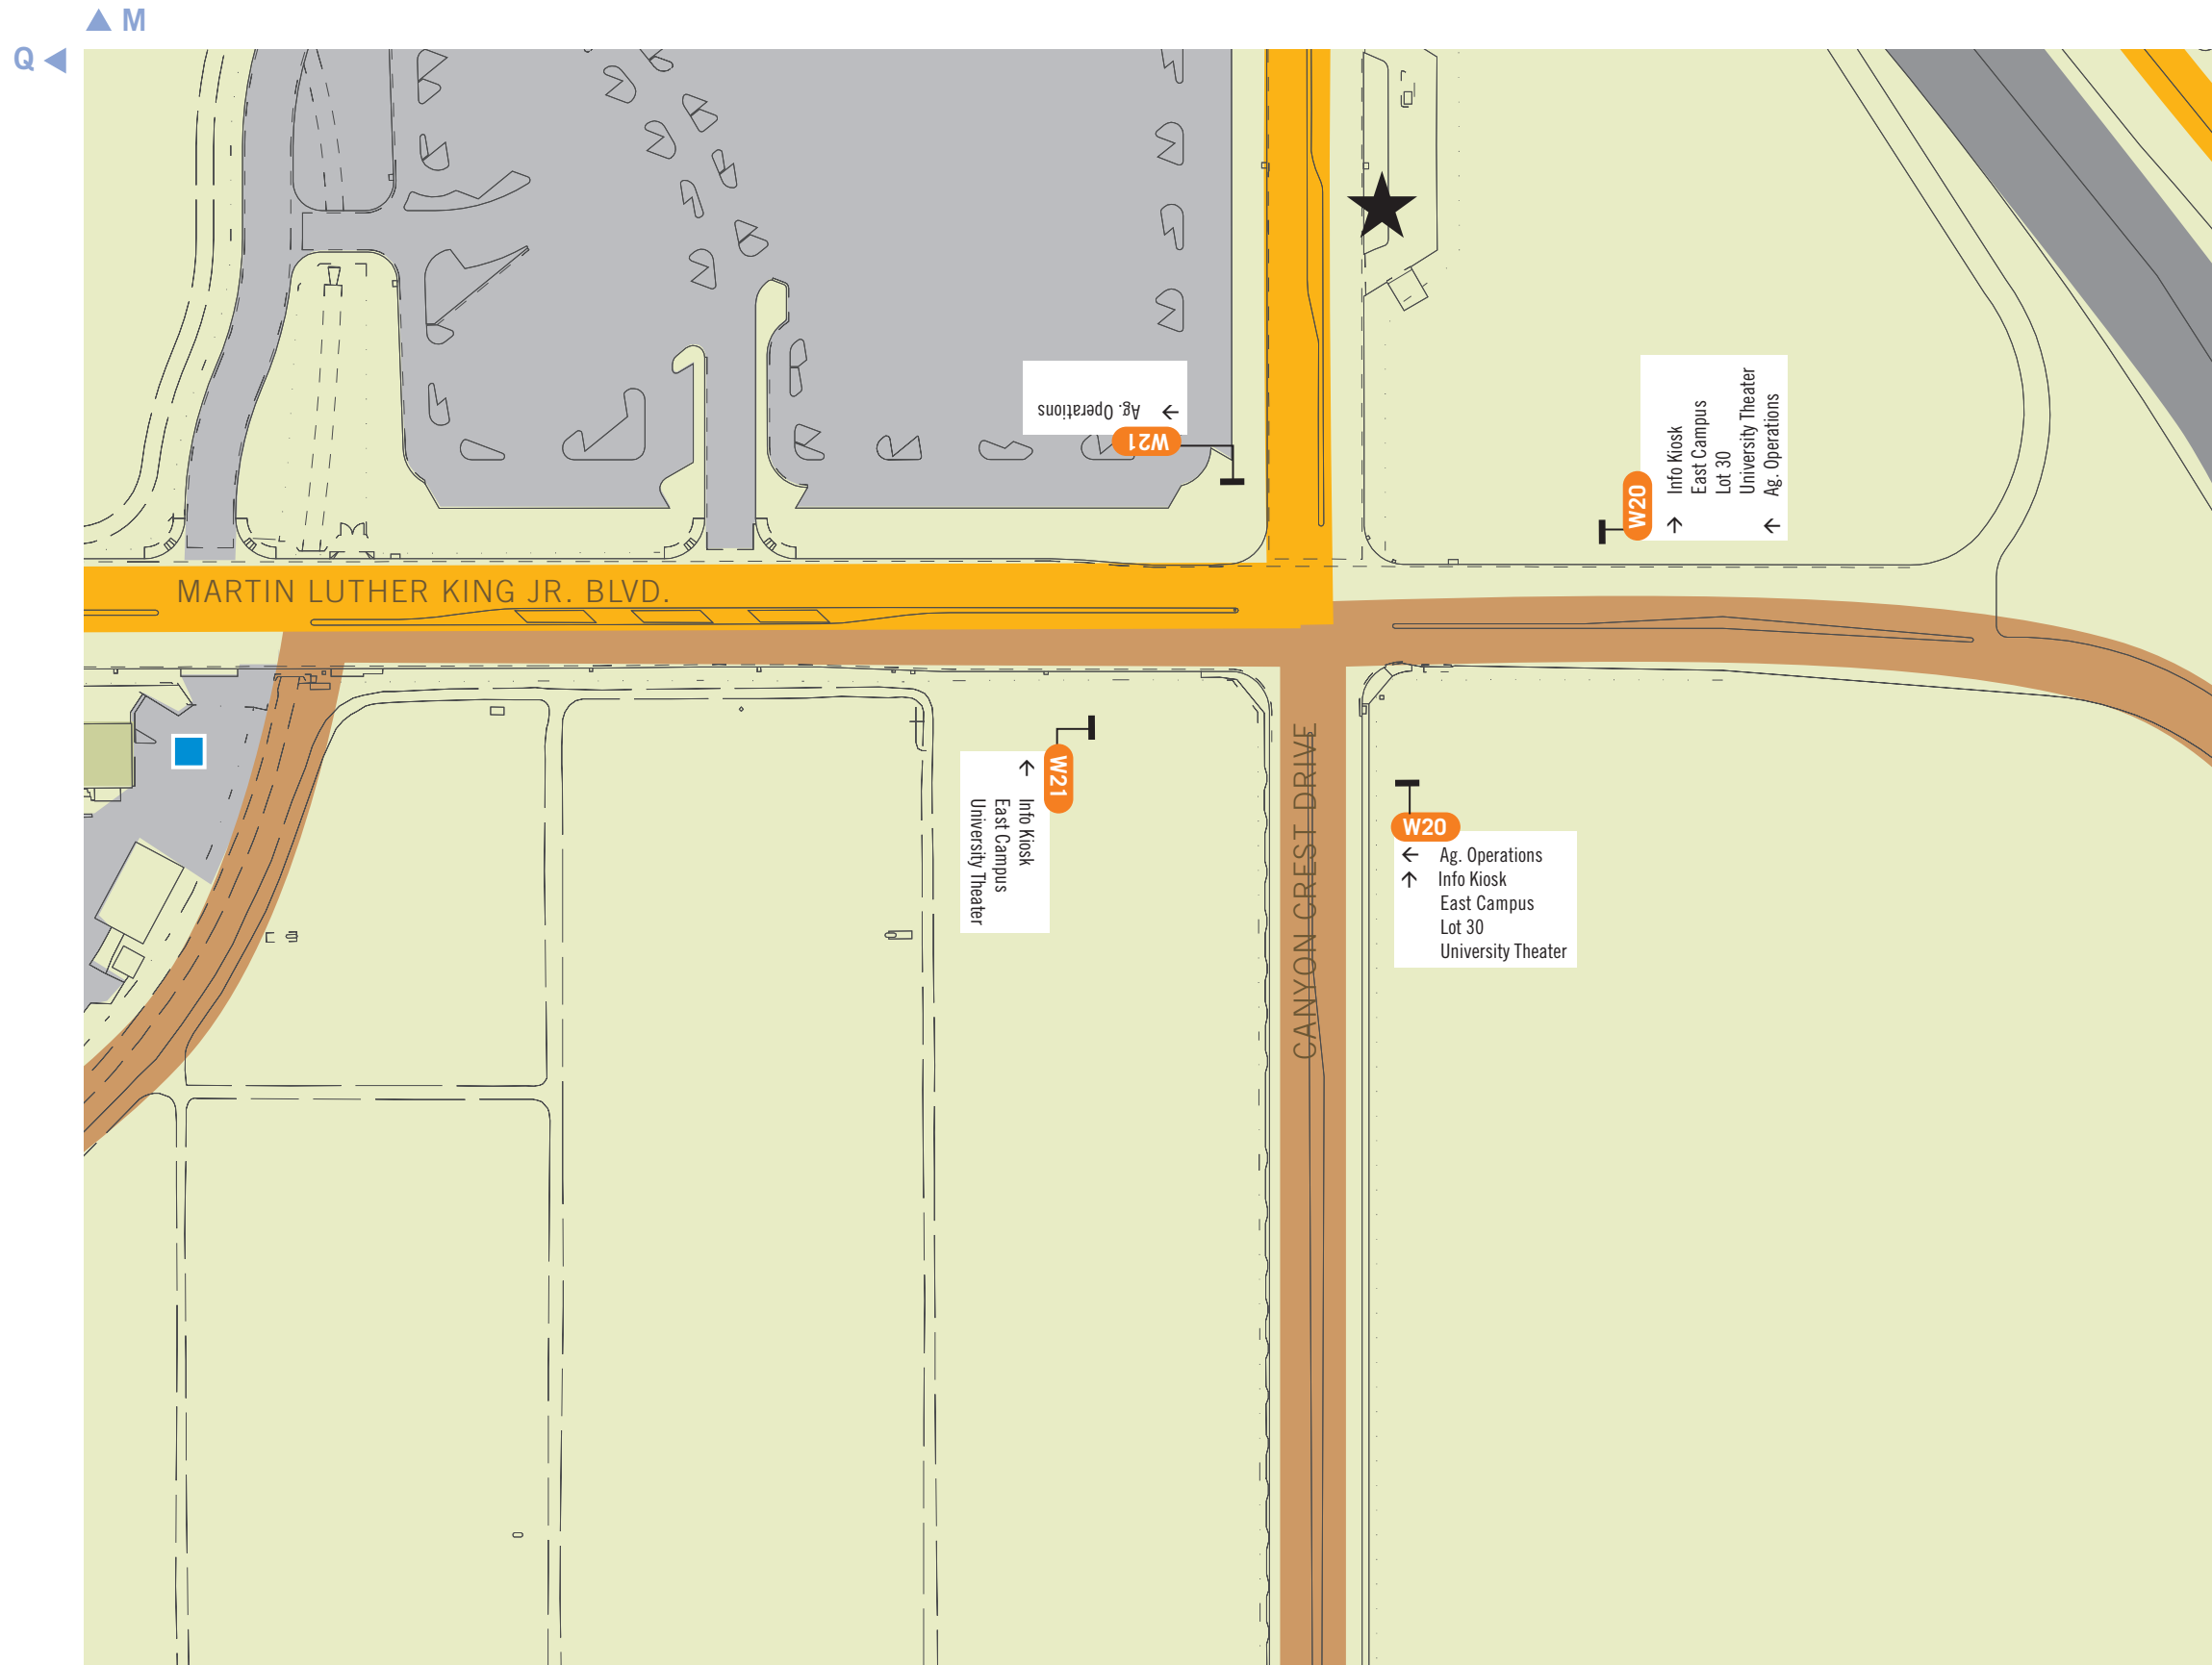 M
Q
Ag. Operations
W21
W20
Info Kiosk
East Campus
Lot 30
University Theater
Ag. Operations
MARTIN LUTHER KING JR. BLVD.
W21
Info Kiosk
East Campus
University Theater
CANYON CREST DRIVE
W20
Ag. Operations
Info Kiosk
East Campus
Lot 30
University Theater